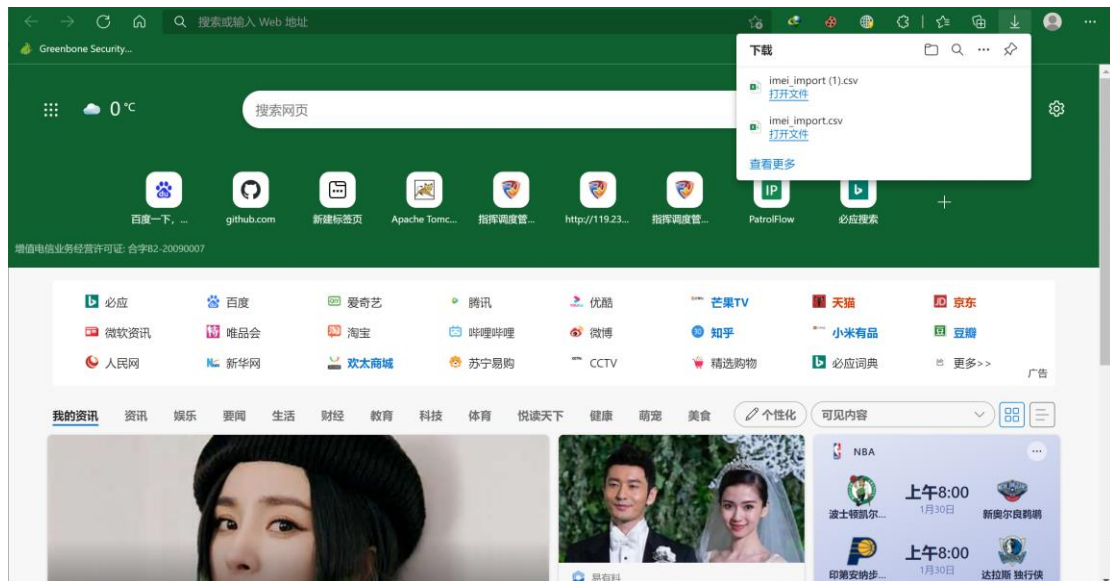 搜索或输入 Web 地址
Greenbone Security...
下载
imei_import (1).csv
打开文件
imei_import.csv
打开文件
查看更多
0 °C
搜索网页
百度一下，...
github.com
新建标签页
Apache Tomc...
指挥调度管...
http://119.23...
指挥调度管...
IP
PatrolFlow
必应搜索
增值电信业务经营许可证: 合字B2-20090007
必应 百度 爱奇艺 腾讯 优酷 芒果TV 天猫 京东
微软资讯 唯品会 淘宝 哔哩哔哩 微博 知乎 小米有品 豆瓣
人民网 新华网 欢太商城 苏宁易购 CCTV 精选购物 必应词典 更多>>
广告
我的资讯 资讯 娱乐 要闻 生活 财经 教育 科技 体育 悦读天下 健康 萌宠 美食 个性化 可见内容
NBA
上午8:00
1月30日
波士顿凯尔... 新奥尔良鹈鹕
上午8:00
1月30日
印第安纳步... 达拉斯 独行侠